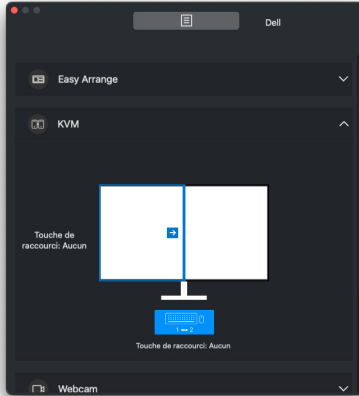 Dell
Easy Arrange
KVM
Touche de
raccourci: Aucun
1 ↔ 2
Touche de raccourci: Aucun
Webcam